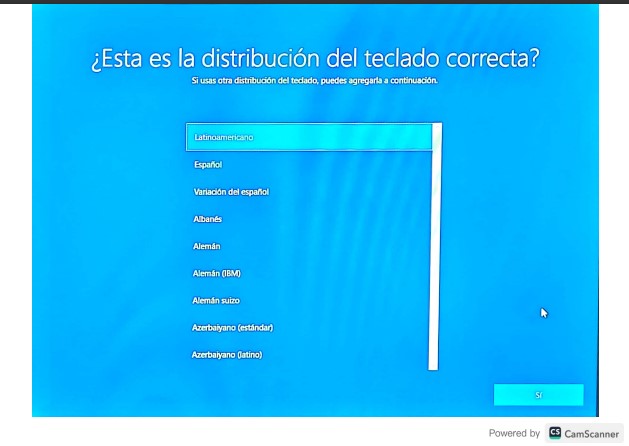 ¿Esta es la distribución del teclado correcta?
Si usas otra distribución del teclado, puedes agregarla a continuación.
Latinoamericano
Español
Variación del español
Albanés
Alemán
Alemán (IBM)
Alemán suizo
Azerbaiyano (estándar)
Azerbaiyano (latino)
Sí
Powered by CS CamScanner